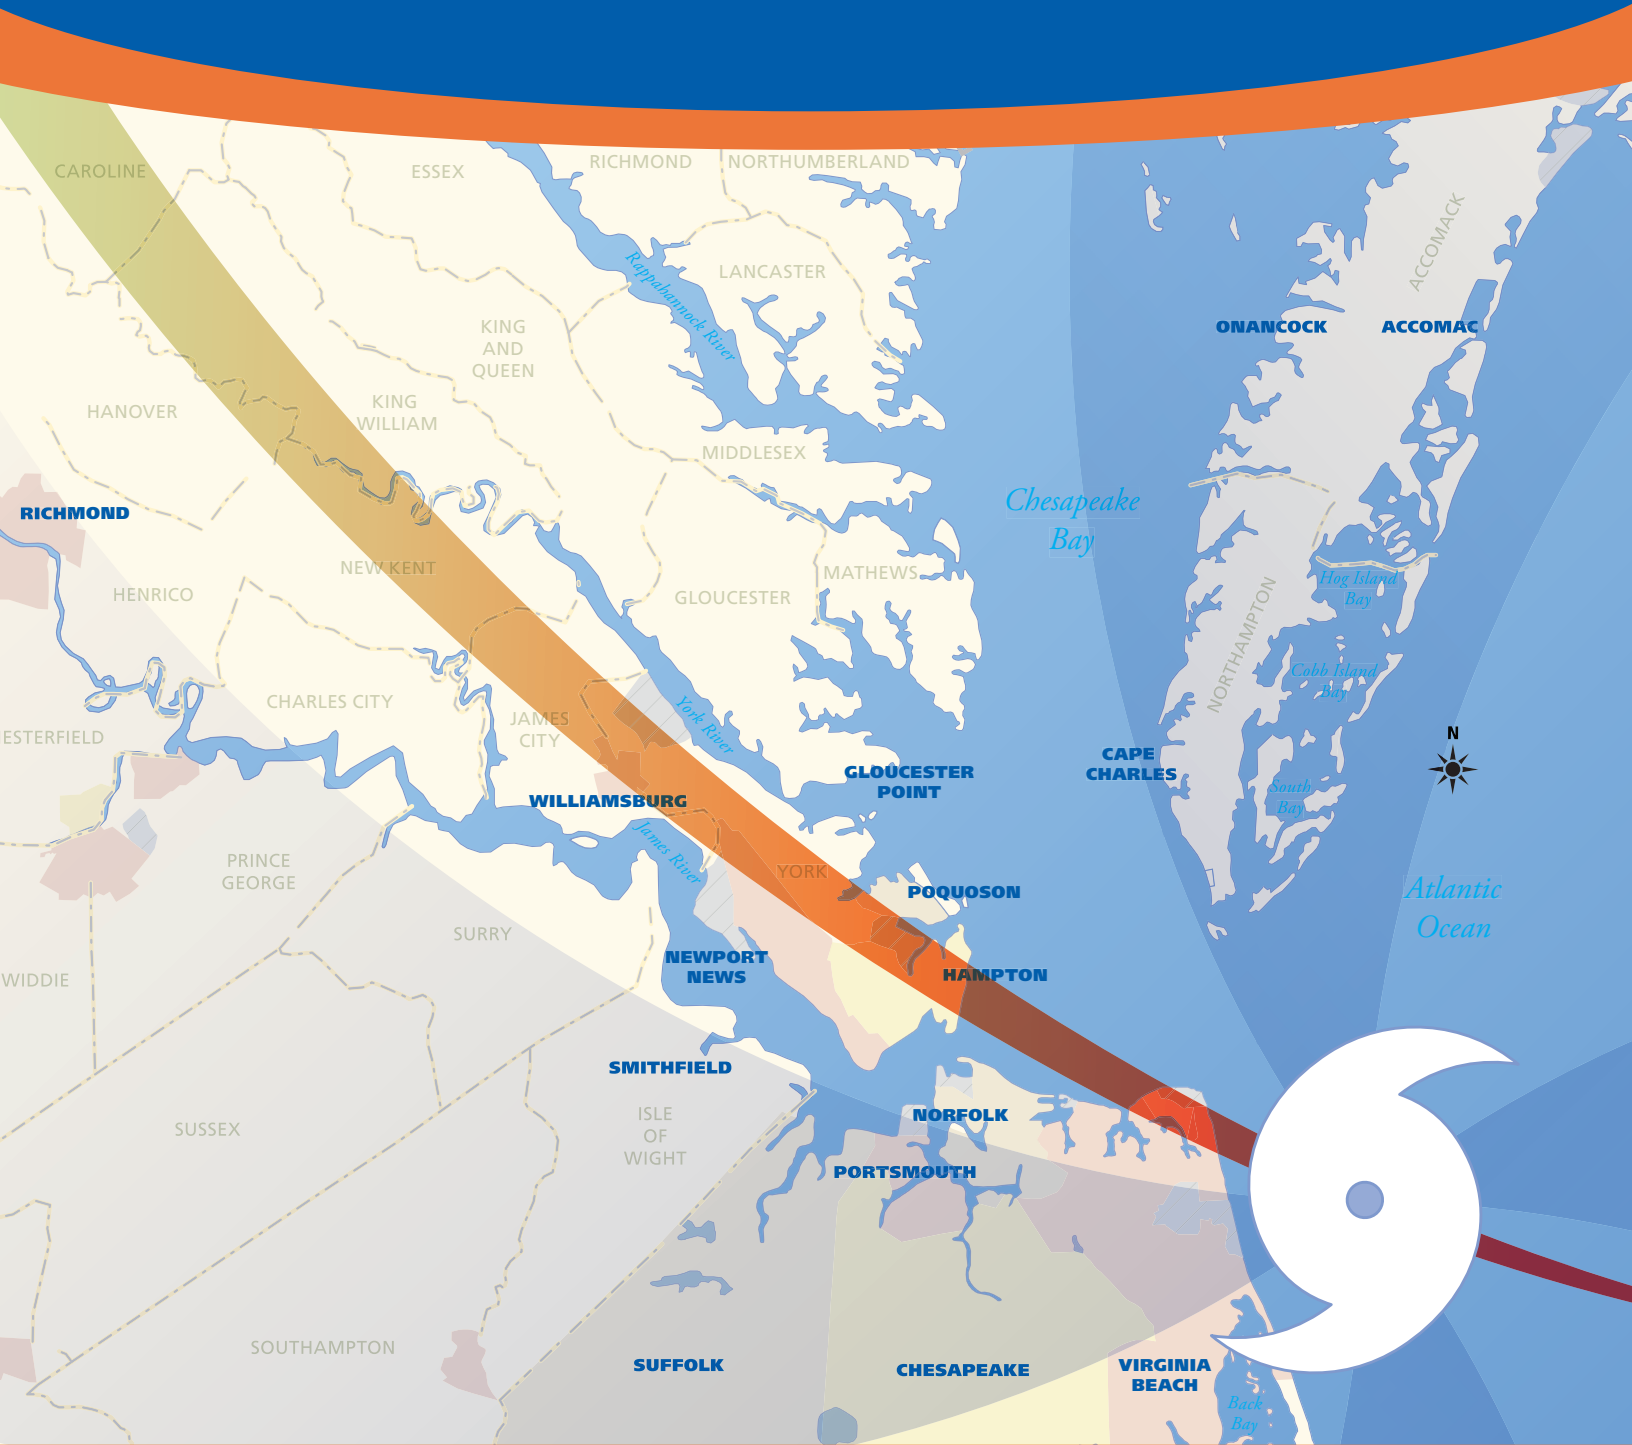 RICHMOND
NORTHUMBERLAND
CAROLINE
ESSEX
ACCOMACK
Rappahannock River
LANCASTER
KING
AND
QUEEN
ONANCOCK
ACCOMAC
HANOVER
KING
WILLIAM
MIDDLESEX
Chesapeake
Bay
RICHMOND
NEW KENT
MATHEWS
HENRICO
GLOUCESTER
Hog Island
Bay
NORTHAMPTON
Cobb Island
Bay
CHARLES CITY
JAMES
CITY
York River
ESTERFIELD
N
CAPE
CHARLES
GLOUCESTER
POINT
South
Bay
WILLIAMSBURG
James River
PRINCE
GEORGE
YORK
POQUOSON
Atlantic
Ocean
SURRY
NEWPORT
NEWS
HAMPTON
WIDDIE
SMITHFIELD
ISLE
OF
WIGHT
NORFOLK
SUSSEX
PORTSMOUTH
SOUTHAMPTON
SUFFOLK
CHESAPEAKE
VIRGINIA
BEACH
Back
Bay